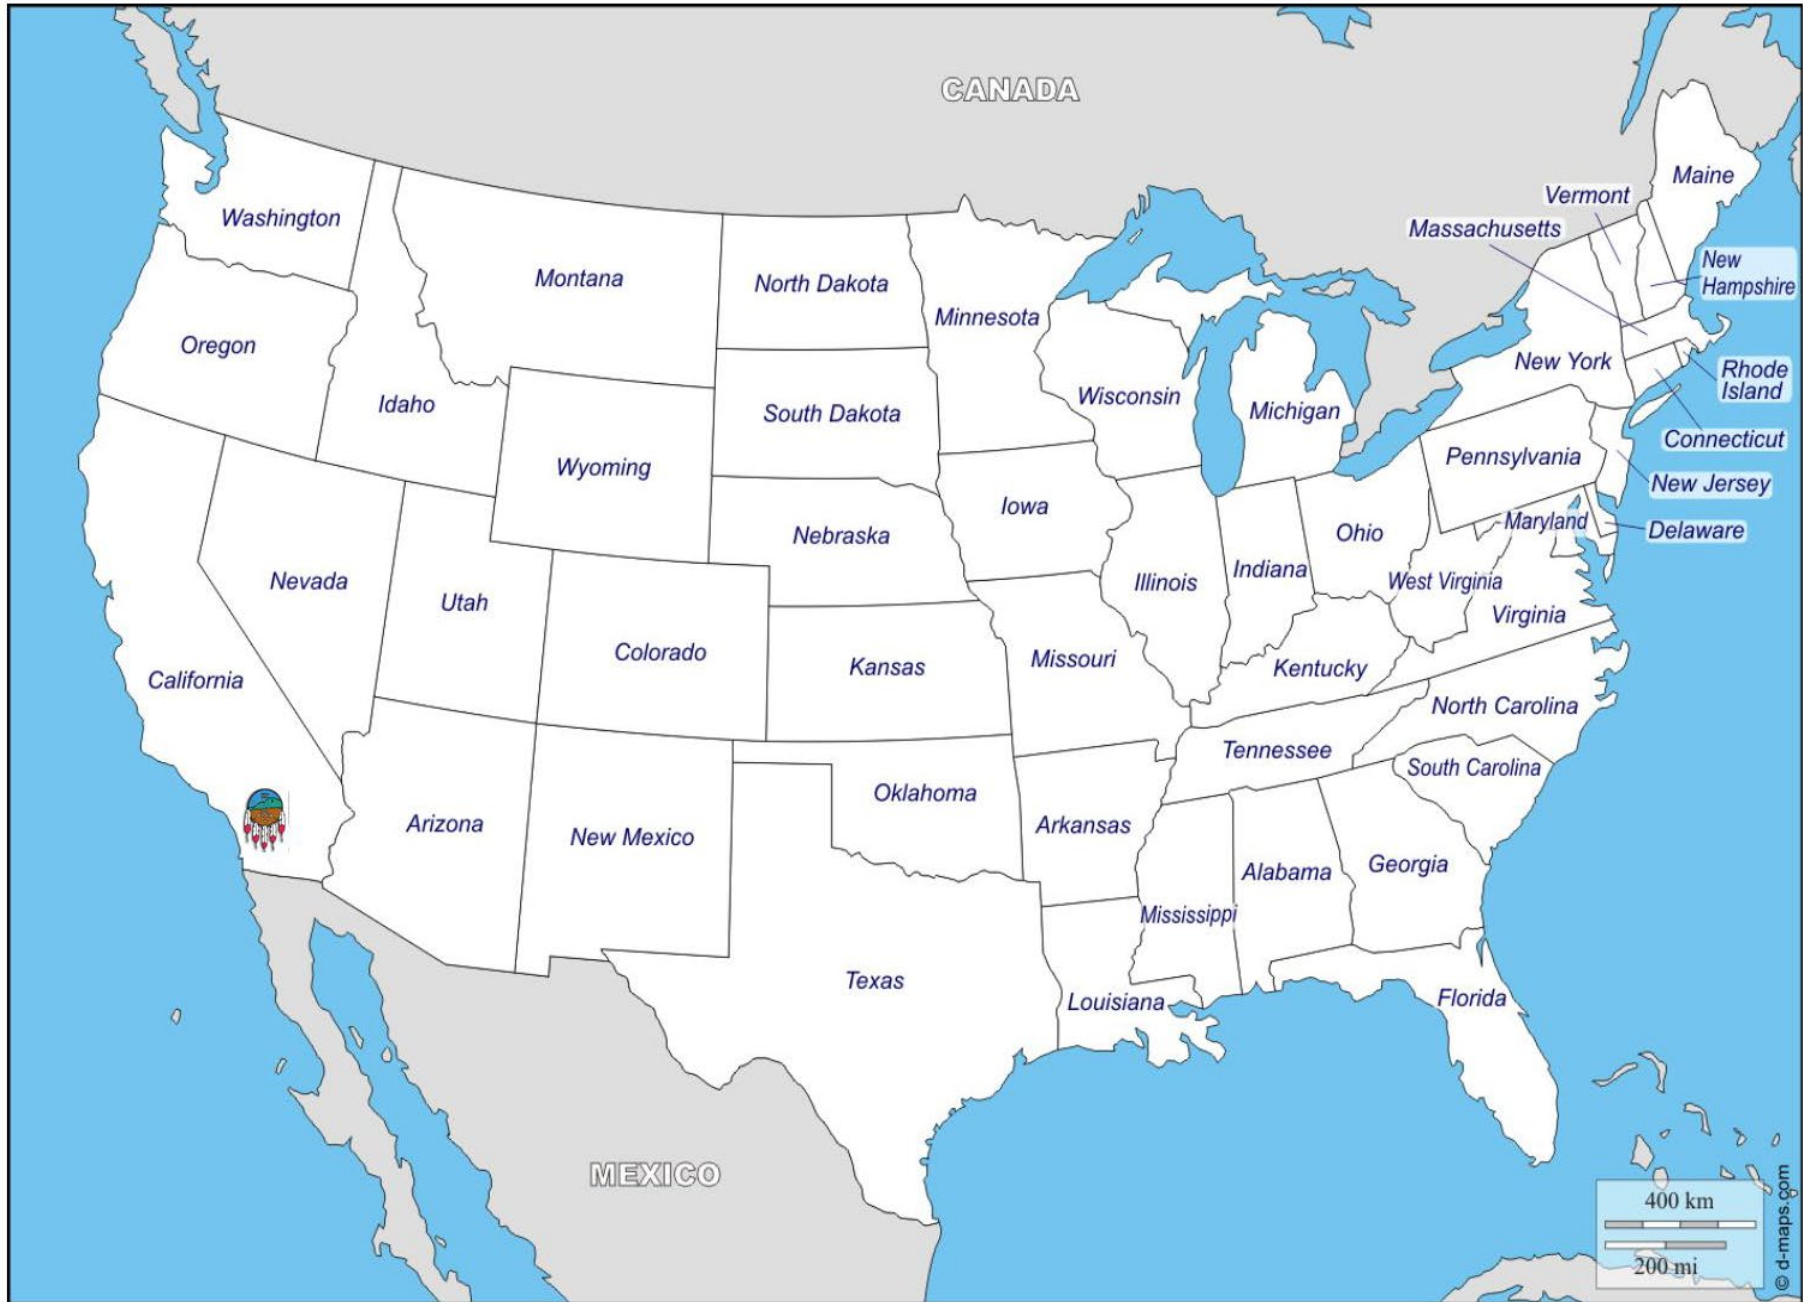 CANADA
Maine
Vermont
Massachusetts
Washington
New
Hampshire
Montana
North Dakota
Minnesota
Oregon
New York
Rhode
Island
Idaho
South Dakota
Wisconsin
Michigan
Connecticut
Wyoming
Pennsylvania
New Jersey
Iowa
Nebraska
Ohio
Maryland
Delaware
Nevada
Utah
Illinois
Indiana
West Virginia
Virginia
Colorado
Kansas
Missouri
Kentucky
California
North Carolina
Tennessee
South Carolina
Oklahoma
Arizona
New Mexico
Arkansas
Alabama
Georgia
Mississippi
Texas
Louisiana
Florida
MEXICO
400 km
200 mi
© d-maps.com